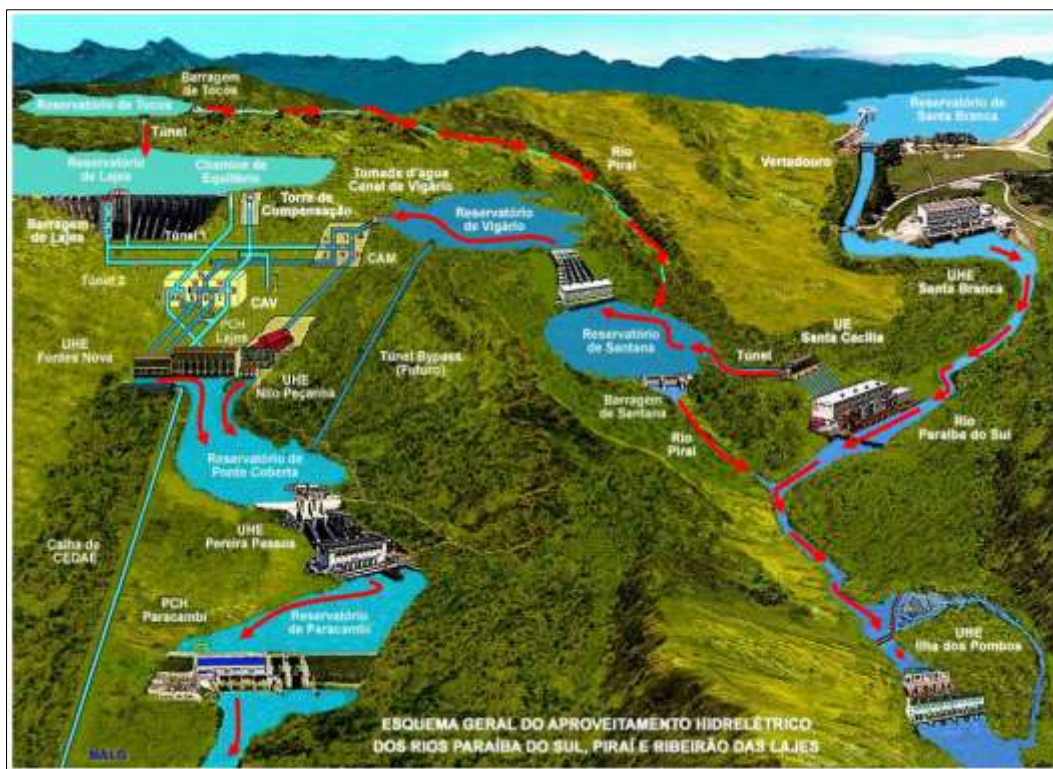 Barragem
de Tocos
Reservatório de Tocos
Túnel
Reservatório
de Santa Branca
Reservatório
de Lajes
Chaminé de
Equilíbrio
Tomada d'agua
Canal de Vigário
Rio
Piraí
Vertedouro
Torre de
Compensação
Reservatório
de Vigário
Barragem
de Lajes
Túnel 1
CAM
Túnel 2
CAV
UHE
Santa Branca
PCH
Lajes
UHE
Fontes Nova
Reservatório
de Santana
Túnel
UE
Santa Cecília
Túnel Bypass
(Futuro)
UHE
Nilo Peçanha
Barragem
de Santana
Rio
Paraíba do Sul
Rio
Piraí
Reservatório de
Ponte Coberta
UHE
Pereira Passos
Calha da
CEDAE
PCH
Paracambi
Reservatório
de Paracambi
UHE
Ilha dos Pombos
ESQUEMA GERAL DO APROVEITAMENTO HIDRELÉTRICO
DOS RIOS PARAÍBA DO SUL, PIRAÍ E RIBEIRÃO DAS LAJES